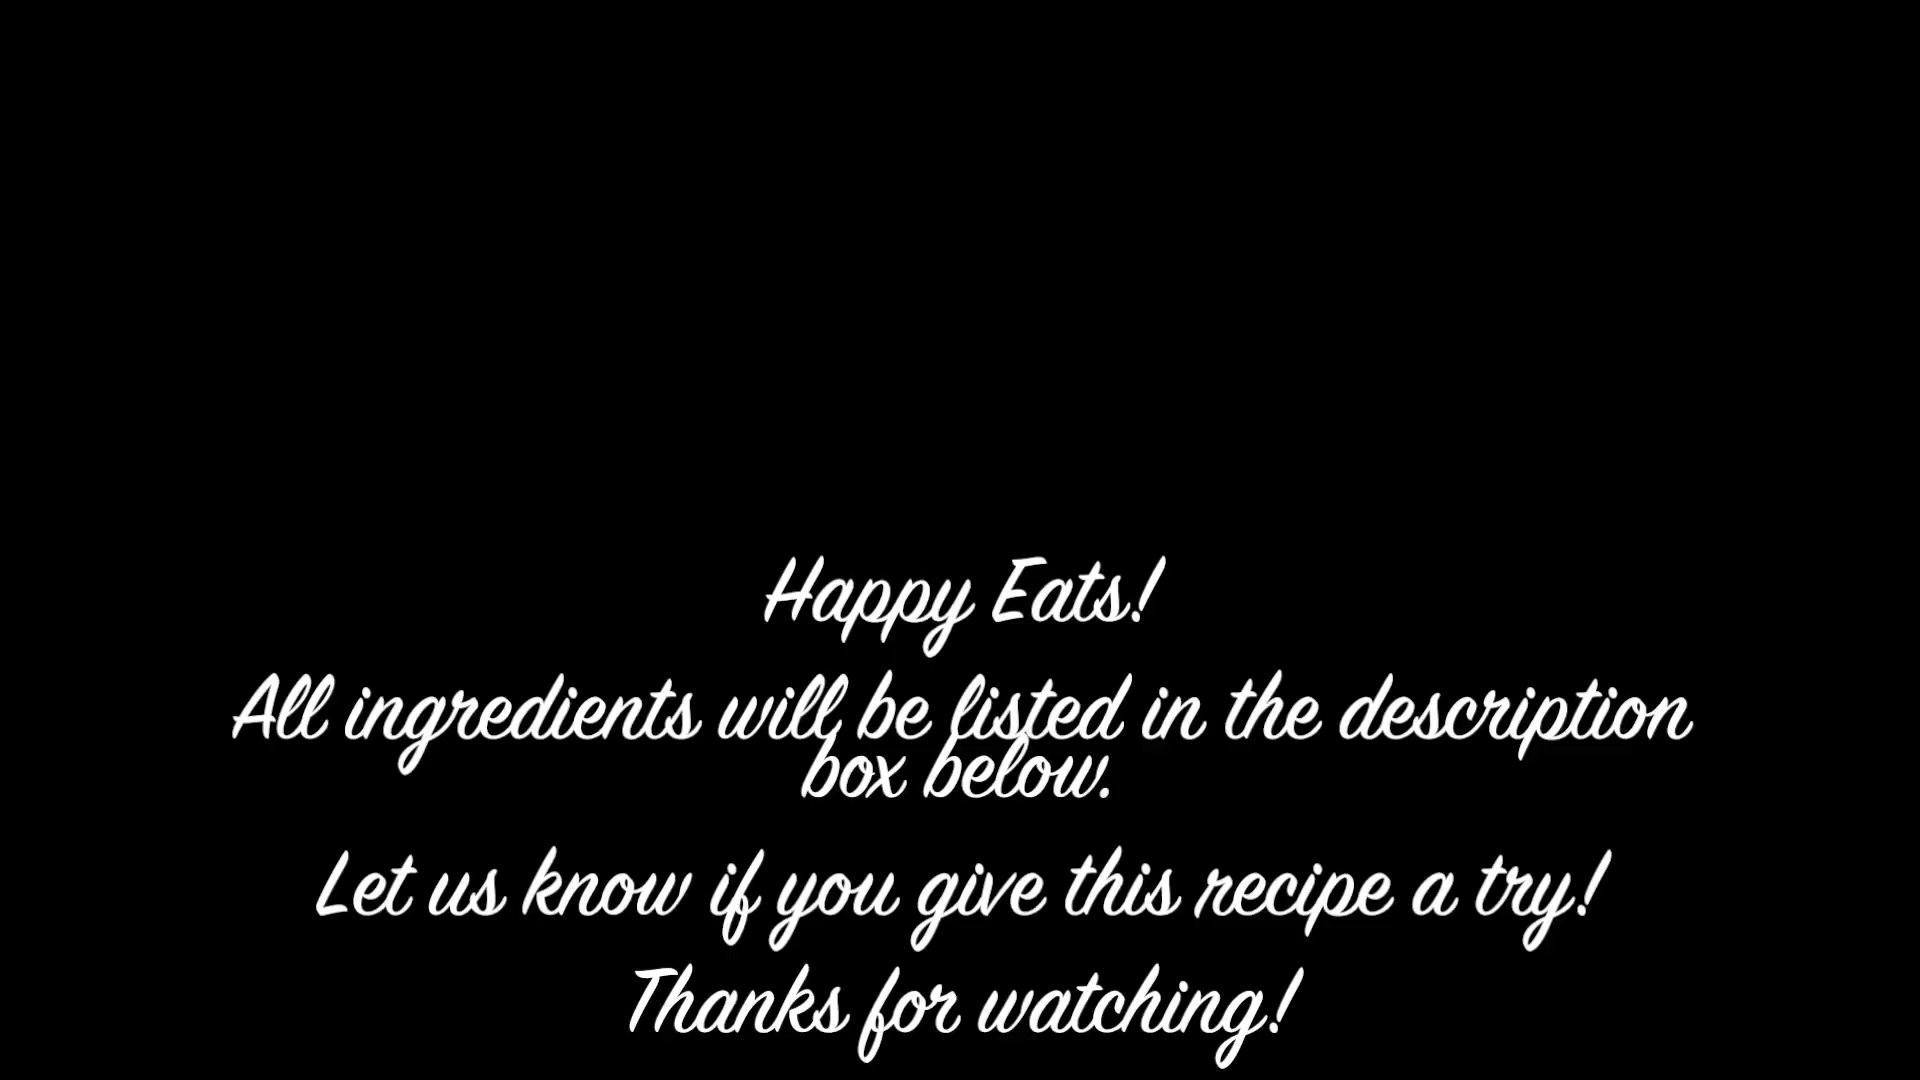 Happy Eats!
All ingredients will be listed in the description
box below.
Let us know if you give this recipe a try!
Thanks for watching!